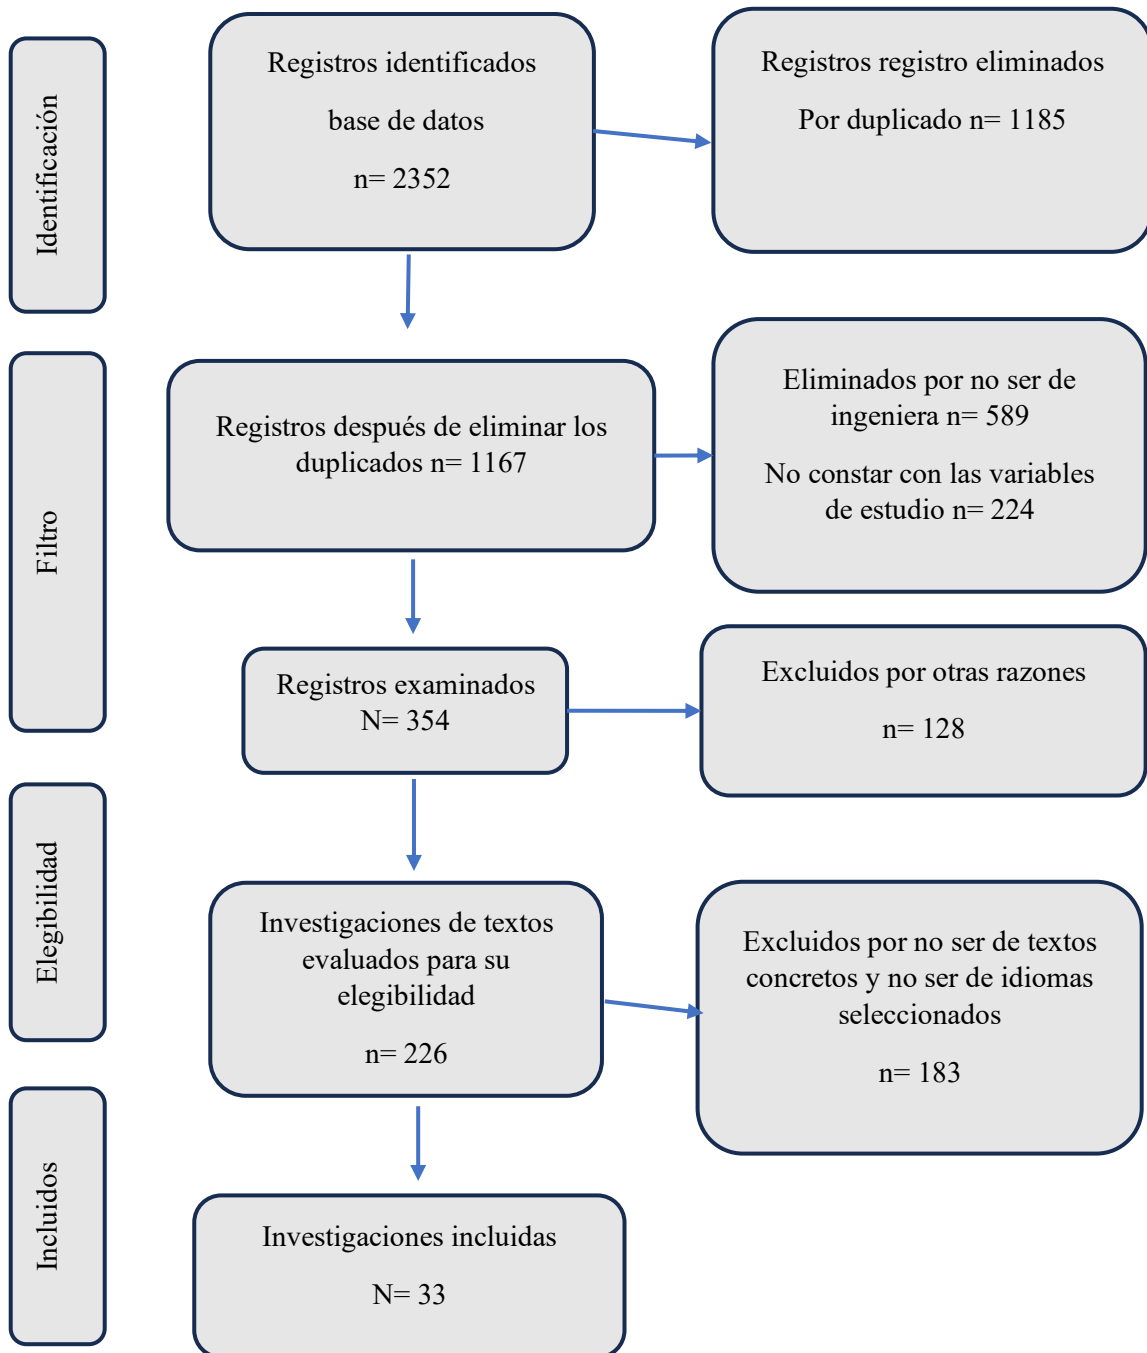 Identificación
Registros identificados
base de datos
n= 2352
Registros registro eliminados
Por duplicado n= 1185
Filtro
Registros después de eliminar los
duplicados n= 1167
Eliminados por no ser de
ingeniera n= 589
No constar con las variables
de estudio n= 224
Registros examinados
N= 354
Excluidos por otras razones
n= 128
Elegibilidad
Investigaciones de textos
evaluados para su
elegibilidad
n= 226
Excluidos por no ser de textos
concretos y no ser de idiomas
seleccionados
n= 183
Incluidos
Investigaciones incluidas
N= 33